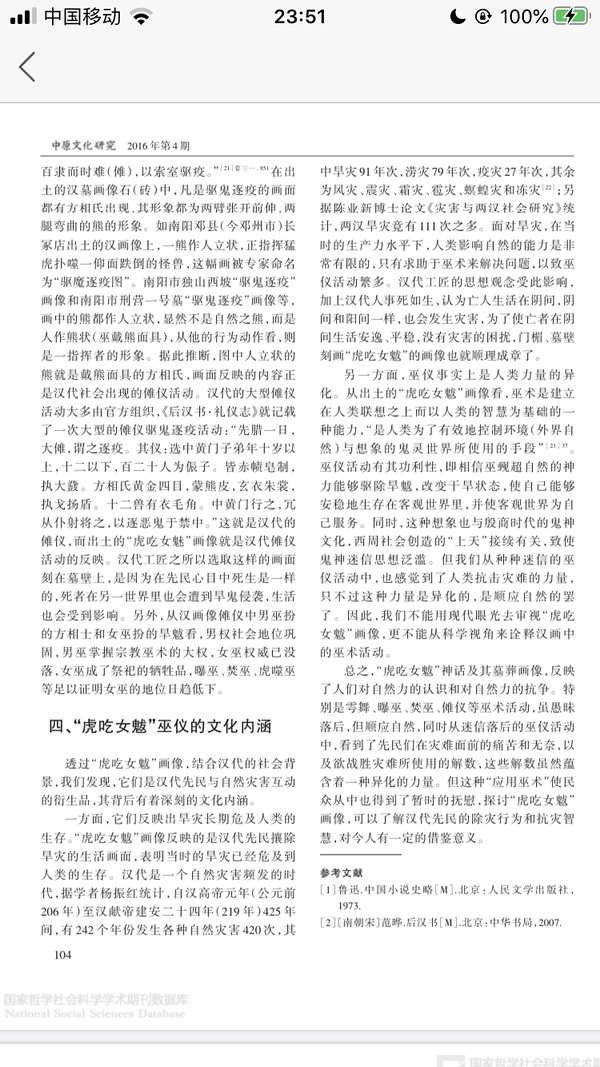 中国移动
23:51
100%
中原文化研究 2016年第4期
百隶而时难(傩),以索室驱疫。”[21]卷三一,851在出
土的汉墓画像石(砖)中,凡是驱鬼逐疫的画面
都有方相氏出现,其形象都为两臂张开前伸、两
腿弯曲的熊的形象。如南阳邓县(今邓州市)长
冢店出土的汉画像上,一熊作人立状,正指挥猛
虎扑噬一仰面跌倒的怪兽,这幅画被专家命名
为“驱魔逐疫图”。南阳市独山西坡“驱鬼逐疫”
画像和南阳市刑营一号墓“驱鬼逐疫”画像等,
画中的熊都作人立状,显然不是自然之熊,而是
人作熊状(巫戴熊面具),从他的行为动作看,则
是一指挥者的形象。据此推断,图中人立状的
熊就是戴熊面具的方相氏,画面反映的内容正
是汉代社会出现的傩仪活动。汉代的大型傩仪
活动大多由官方组织,《后汉书·礼仪志》就记载
了一次大型的傩仪驱鬼逐疫活动:“先腊一日,
大傩,谓之逐疫。其仪:选中黄门子弟年十岁以
上,十二以下,百二十人为侲子。皆赤帻皂制,
执大鼗。方相氏黄金四目,蒙熊皮,玄衣朱裳,
执戈扬盾。十二兽有衣毛角。中黄门行之,冗
从仆射将之,以逐恶鬼于禁中。”这就是汉代的
傩仪,而出土的“虎吃女魃”画像就是汉代傩仪
活动的反映。汉代工匠之所以选取这样的画面
刻在墓壁上,是因为在先民心目中死生是一样
的,死者在另一世界里也会遭到旱鬼侵袭,生活
也会受到影响。另外,从汉画像傩仪中男巫扮
的方相士和女巫扮的旱魃看,男权社会地位巩
固,男巫掌握宗教巫术的大权,女巫权威已没
落,女巫成了祭祀的牺牲品,曝巫、焚巫、虎噬巫
等足以证明女巫的地位日趋低下。
四、“虎吃女魃”巫仪的文化内涵
透过“虎吃女魃”画像,结合汉代的社会背
景,我们发现,它们是汉代先民与自然灾害互动
的衍生品,其背后有着深刻的文化内涵。
一方面,它们反映出旱灾长期危及人类的
生存。“虎吃女魃”画像反映的是汉代先民攘除
旱灾的生活画面,表明当时的旱灾已经危及到
人类的生存。汉代是一个自然灾害频发的时
代,据学者杨振红统计,自汉高帝元年(公元前
206年)至汉献帝建安二十四年(219年)425年
间,有242个年份发生各种自然灾害420次,其
104
中旱灾91年次,涝灾79年次,疫灾27年次,其余
为风灾、震灾、霜灾、雹灾、螟蝗灾和冻灾[22];另
据陈业新博士论文《灾害与两汉社会研究》统
计,两汉旱灾竟有111次之多。面对旱灾,在当
时的生产力水平下,人类影响自然的能力是非
常有限的,只有求助于巫术来解决问题,以致巫
仪活动繁多。汉代工匠的思想观念受此影响,
加上汉代人事死如生,认为亡人生活在阴间,阴
间和阳间一样,也会发生灾害,为了使亡者在阴
间生活安逸、平稳,没有灾害的困扰,门楣、墓壁
刻画“虎吃女魃”的画像也就顺理成章了。
另一方面,巫仪事实上是人类力量的异
化。从出土的“虎吃女魃”画像看,巫术是建立
在人类联想之上而以人类的智慧为基础的一
种能力,“是人类为了有效地控制环境(外界自
然)与想象的鬼灵世界所使用的手段”[23]37。
巫仪活动有其功利性,即相信巫觋超自然的神
力能够驱除旱魃,改变干旱状态,使自己能够
安稳地生存在客观世界里,并使客观世界为自
己服务。同时,这种想象也与殷商时代的鬼神
文化,西周社会创造的“上天”接续有关,致使
鬼神迷信思想泛滥。但我们从种种迷信的巫
仪活动中,也感觉到了人类抗击灾难的力量,
只不过这种力量是异化的,是顺应自然的罢
了。因此,我们不能用现代眼光去审视“虎吃
女魃”画像,更不能从科学视角来诠释汉画中
的巫术活动。
总之,“虎吃女魃”神话及其墓葬画像,反映
了人们对自然力的认识和对自然力的抗争。特
别是雩舞、曝巫、焚巫、傩仪等巫术活动,虽愚昧
落后,但顺应自然,同时从迷信落后的巫仪活动
中,看到了先民们在灾难面前的痛苦和无奈,以
及欲战胜灾难所使用的解数,这些解数虽然蕴
含着一种异化的力量。但这种“应用巫术”使民
众从中也得到了暂时的抚慰,探讨“虎吃女魃”
画像,可以了解汉代先民的除灾行为和抗灾智
慧,对今人有一定的借鉴意义。
参考文献
[1]鲁迅.中国小说史略[M].北京:人民文学出版社,
1973.
[2][南朝宋]范晔.后汉书[M].北京:中华书局,2007.
国家哲学社会科学学术期刊数据库
National Social Sciences Database
国家哲学社会科学学术期